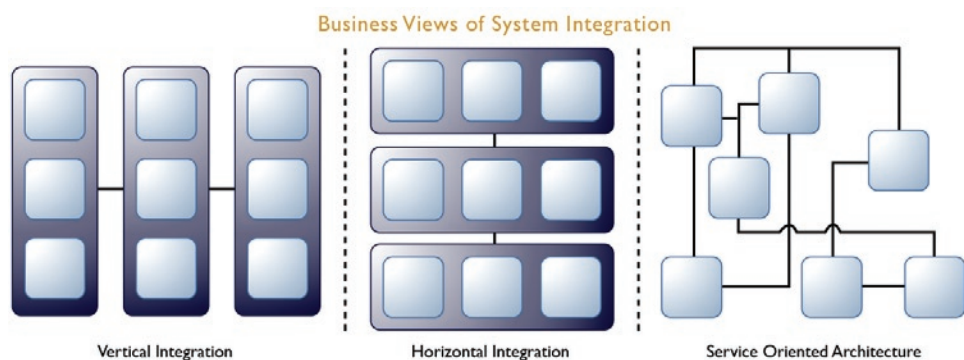 Business Views of System Integration
Vertical Integration
Horizontal Integration
Service Oriented Architecture